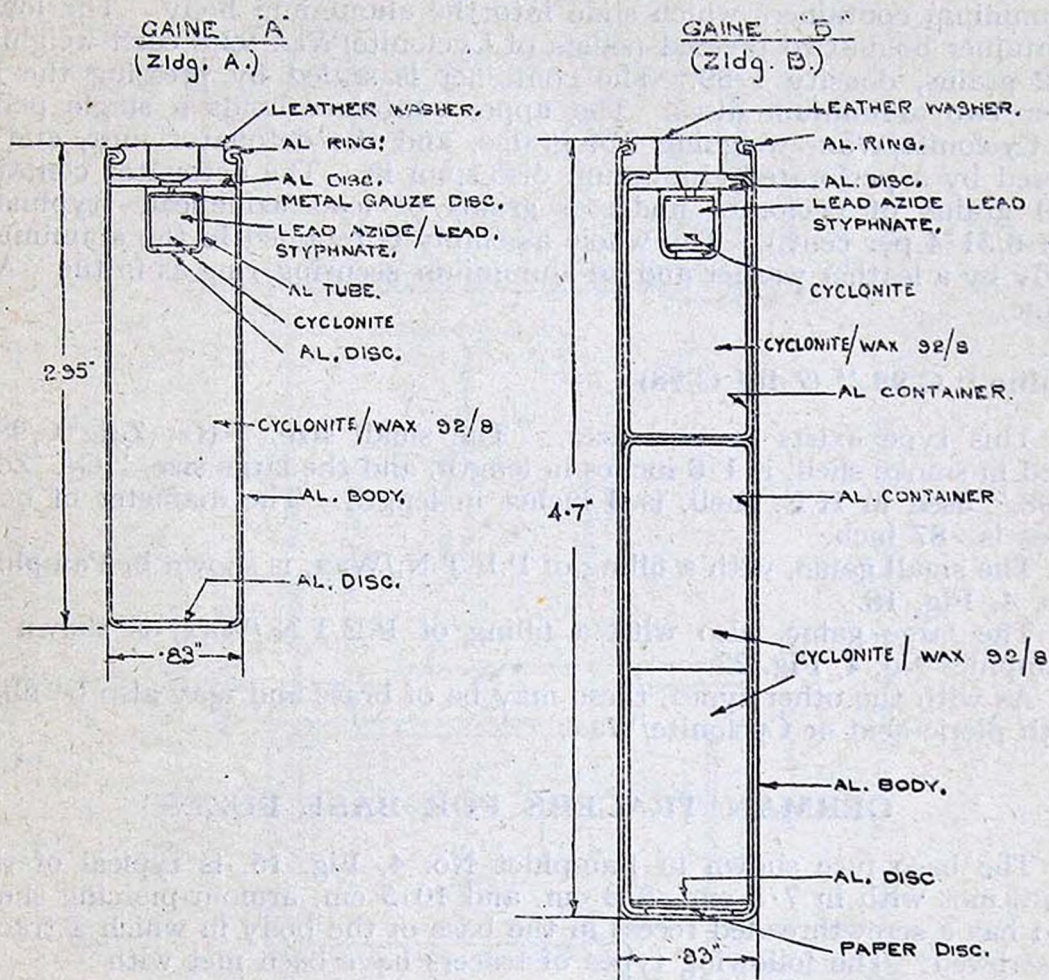 GAINE "A"
(Zldg. A.)
LEATHER WASHER.
AL RING.
AL DISC.
METAL GAUZE DISC.
LEAD AZIDE/LEAD.
STYPHNATE.
AL TUBE.
CYCLONITE
AL. DISC.
2.95"
CYCLONITE/WAX 92/8
AL. BODY.
AL. DISC.
.83"
GAINE "B"
(Zldg. B.)
LEATHER WASHER.
AL RING.
AL. DISC.
LEAD AZIDE LEAD
STYPHNATE.
CYCLONITE
CYCLONITE/WAX 92/8
AL CONTAINER.
AL. CONTAINER.
4.7"
CYCLONITE/WAX 92/8
AL. BODY.
AL. DISC
PAPER DISC.
.83"